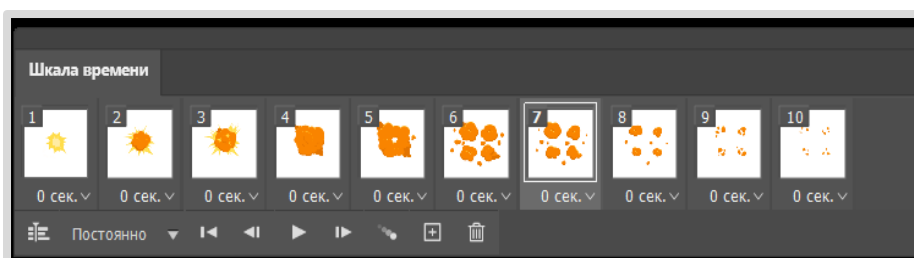 Шкала времени
1 2 3 4 5 6 7 8 9 10
0 сек. 0 сек. 0 сек. 0 сек. 0 сек. 0 сек. 0 сек. 0 сек. 0 сек. 0 сек.
Постоянно